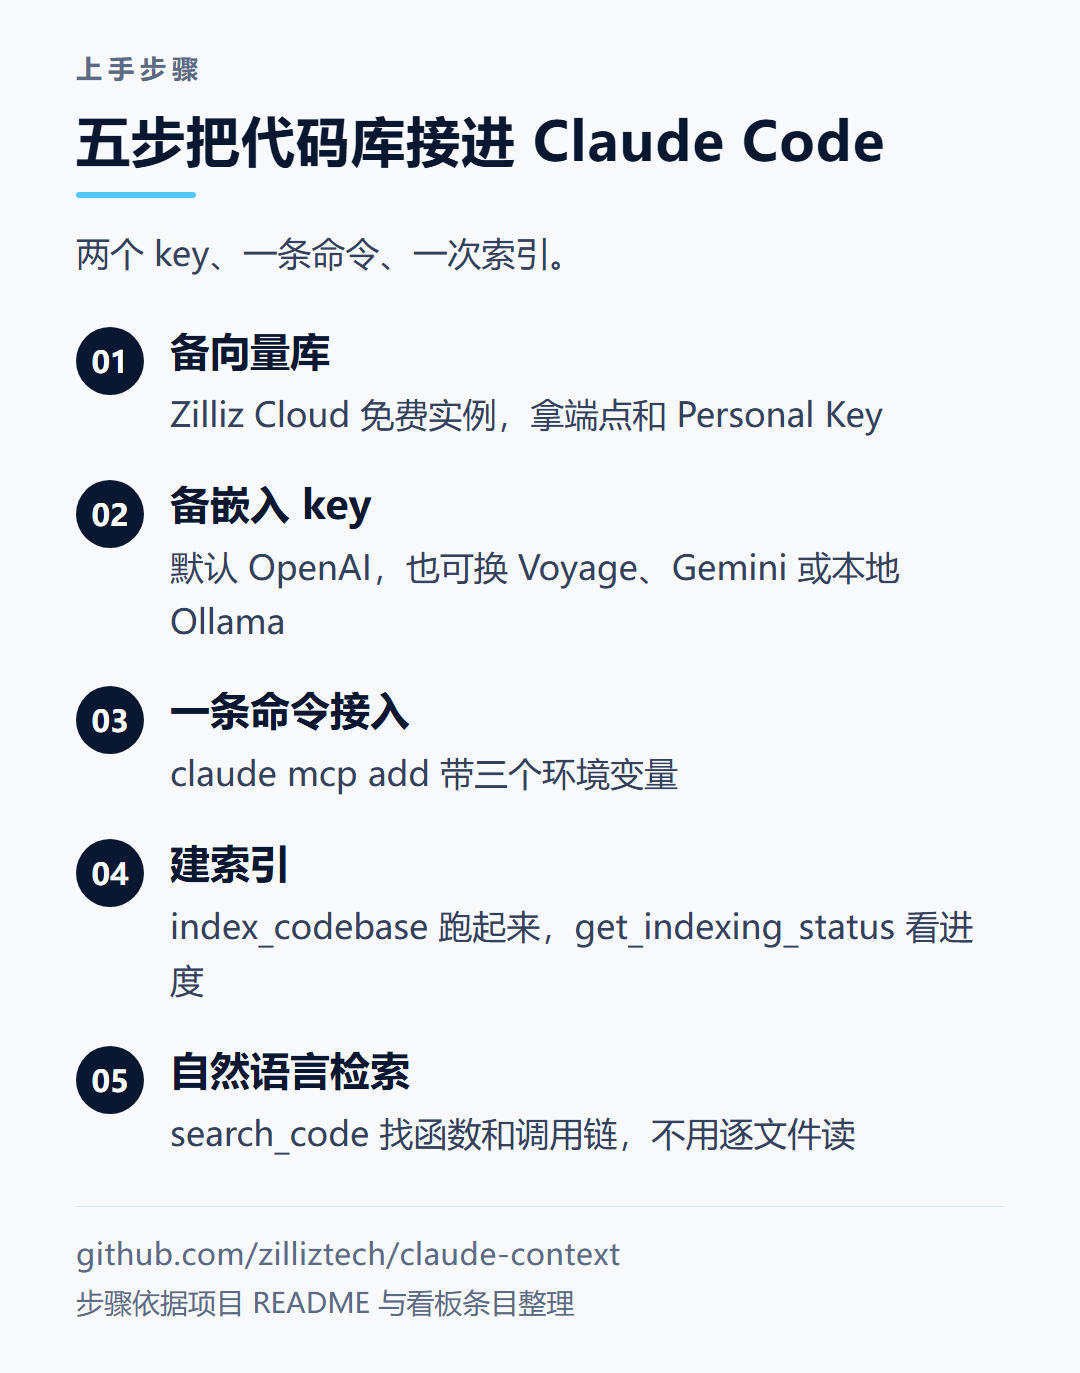 上手步骤
五步把代码库接进 Claude Code
两个 key、一条命令、一次索引。
01
备向量库
Zilliz Cloud 免费实例，拿端点和 Personal Key
02
备嵌入 key
默认 OpenAI，也可换 Voyage、Gemini 或本地
Ollama
03
一条命令接入
claude mcp add 带三个环境变量
04
建索引
index_codebase 跑起来，get_indexing_status 看进
度
05
自然语言检索
search_code 找函数和调用链，不用逐文件读
github.com/zilliztech/claude-context
步骤依据项目 README 与看板条目整理